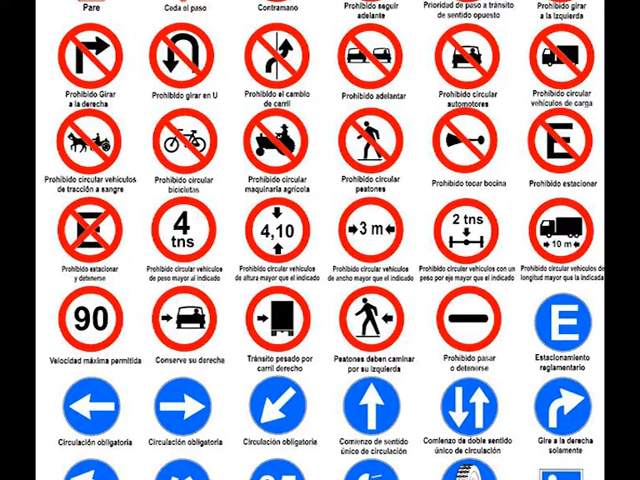 Pare
Ceda el paso
Contramano
Prohibido seguir
adelante
Prioridad de paso a tránsito
de sentido opuesto
Prohibido girar
a la izquierda
Prohibido Girar
a la derecha
Prohibido girar en U
Prohibido el cambio
de carril
Prohibido adelantar
Prohibido circular
automotores
Prohibido circular
vehículos de carga
E
Prohibido circular vehículos
de tracción a sangre
Prohibido circular
bicicletas
Prohibido circular
maquinaria agrícola
Prohibido circular
peatones
Prohibido tocar bocina
Prohibido estacionar
E
4
tns
4,10
3 m
2 tns
10 m
Prohibido estacionar
y detenerse
Prohibido circular vehículos
de peso mayor al indicado
Prohibido circular vehículos
de altura mayor que el indicado
Prohibido circular vehículos
de ancho mayor que el indicado
Prohibido circular vehículos con un
peso por eje mayor que el indicado
Prohibido circular vehículos de
longitud mayor que la indicada
90
E
Velocidad máxima permitida
Conserve su derecha
Tránsito pesado por
carril derecho
Peatones deben caminar
por su izquierda
Prohibido pasar
o detenerse
Estacionamiento
reglamentario
Circulación obligatoria
Circulación obligatoria
Circulación obligatoria
Comienzo de sentido
único de circulación
Comienzo de doble sentido
único de circulación
Gire a la derecha
solamente